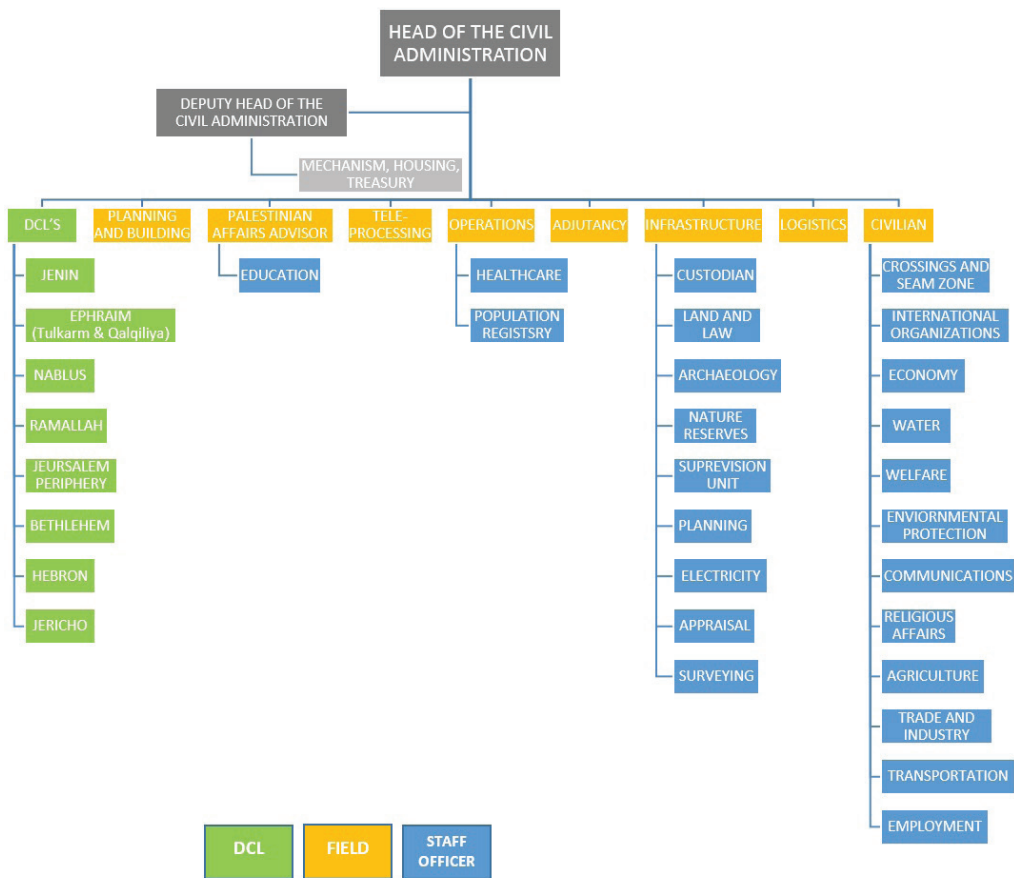 HEAD OF THE CIVIL
ADMINISTRATION
DEPUTY HEAD OF THE
CIVIL ADMINISTRATION
MECHANISM, HOUSING,
TREASURY
DCL'S
PLANNING
AND BUILDING
PALESTINIAN
AFFAIRS ADVISOR
TELE-
PROCESSING
OPERATIONS
ADJUTANCY
INFRASTRUCTURE
LOGISTICS
CIVILIAN
JENIN
EPHRAIM
(Tulkarm & Qalqiliya)
NABLUS
RAMALLAH
JEURSALEM
PERIPHERY
BETHLEHEM
HEBRON
JERICHO
EDUCATION
HEALTHCARE
POPULATION
REGISTSRY
CUSTODIAN
LAND AND
LAW
ARCHAEOLOGY
NATURE
RESERVES
SUPREVISION
UNIT
PLANNING
ELECTRICITY
APPRAISAL
SURVEYING
CROSSINGS AND
SEAM ZONE
INTERNATIONAL
ORGANIZATIONS
ECONOMY
WATER
WELFARE
ENVIORNMENTAL
PROTECTION
COMMUNICATIONS
RELIGIOUS
AFFAIRS
AGRICULTURE
TRADE AND
INDUSTRY
TRANSPORTATION
EMPLOYMENT
DCL
FIELD
STAFF
OFFICER